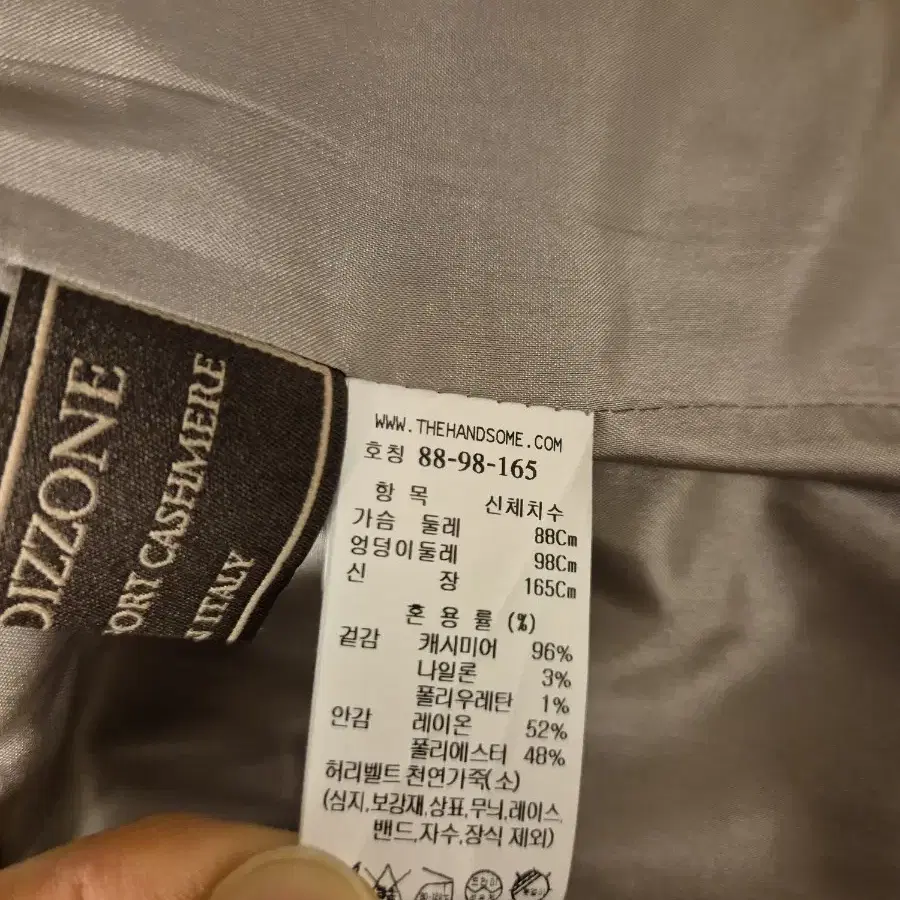 DIZZONE
ORT CASHMERE
N ITALY
WWW.THEHANDSOME.COM
호칭 88-98-165
항 목 신체치수
가슴 둘레 88Cm
엉덩이둘레 98Cm
신 장 165Cm
혼 용 률 (%)
겉감 캐시미어 96%
나일론 3%
폴리우레탄 1%
안감 레이온 52%
폴리에스터 48%
허리벨트 천연가죽(소)
(심지,보강재,상표,무늬,레이스,
밴드,자수,장식 제외)